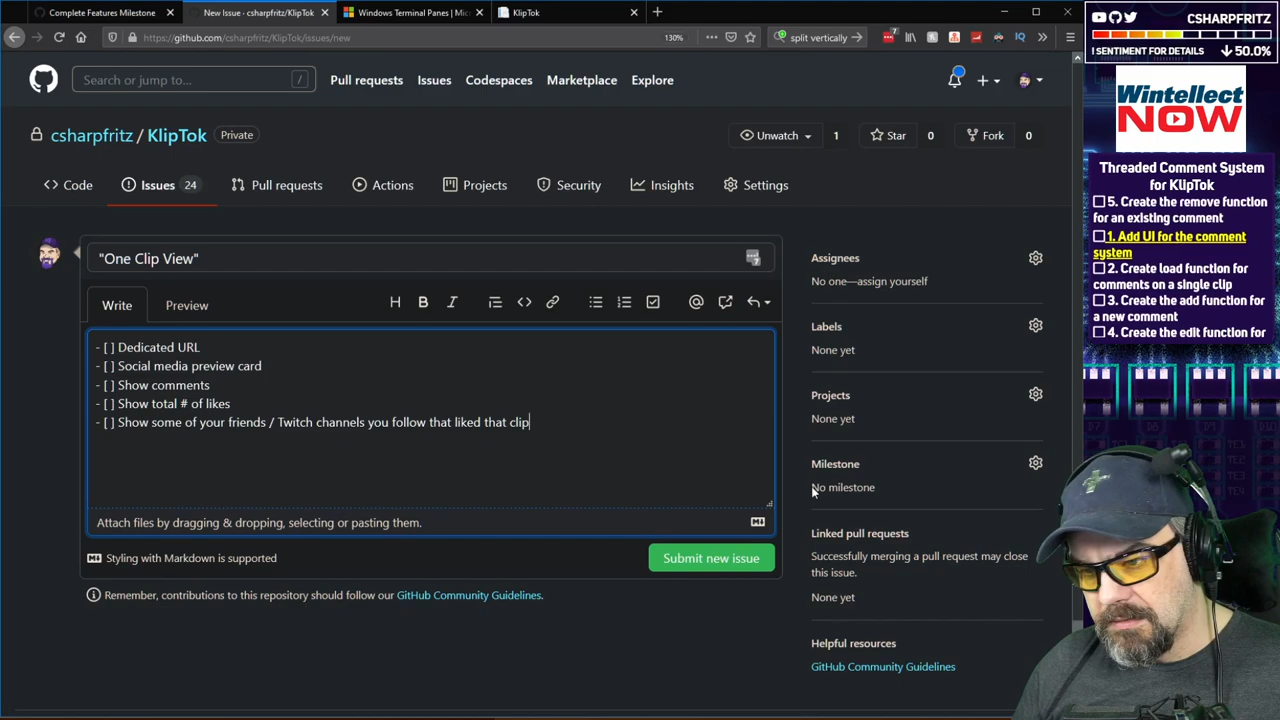 Complete Features Milestone
New Issue · csharpfritz/KlipTok
Windows Terminal Panes | Mic
KlipTok
https://github.com/csharpfritz/KlipTok/issues/new
130%
split vertically
CSHARPFRITZ
! SENTIMENT FOR DETAILS
50.0%
Search or jump to...
/
Pull requests
Issues
Codespaces
Marketplace
Explore
Wintellect
NOW
csharpfritz / KlipTok
Private
Unwatch
1
Star
0
Fork
0
Code
Issues 24
Pull requests
Actions
Projects
Security
Insights
Settings
Threaded Comment System
for KlipTok
5. Create the remove function
for an existing comment
1. Add UI for the comment
system
2. Create load function for
comments on a single clip
3. Create the add function for
a new comment
4. Create the edit function for
"One Clip View"
Write
Preview
- [ ] Dedicated URL
- [ ] Social media preview card
- [ ] Show comments
- [ ] Show total # of likes
- [ ] Show some of your friends / Twitch channels you follow that liked that clip
Attach files by dragging & dropping, selecting or pasting them.
Styling with Markdown is supported
Submit new issue
Remember, contributions to this repository should follow our GitHub Community Guidelines.
Assignees
No one—assign yourself
Labels
None yet
Projects
None yet
Milestone
No milestone
Linked pull requests
Successfully merging a pull request may close
this issue.
None yet
Helpful resources
GitHub Community Guidelines